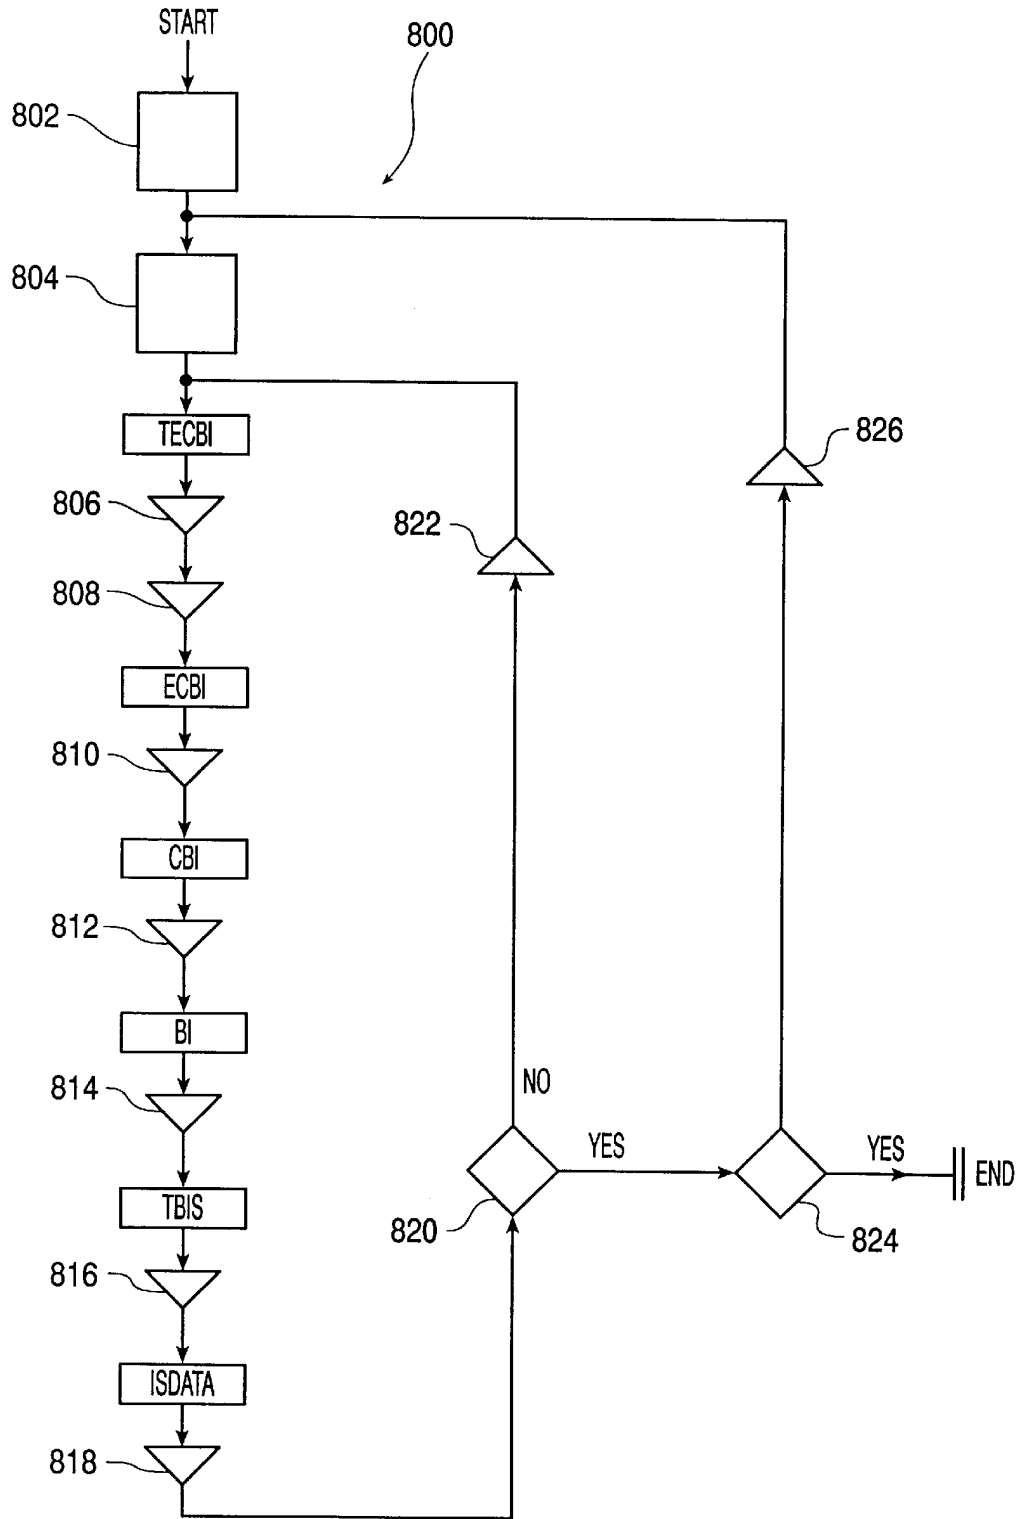 START
800
802
804
TECBI
826
806
822
808
ECBI
810
CBI
812
BI
NO
814
YES
YES
END
TBIS
820
824
816
ISDATA
818